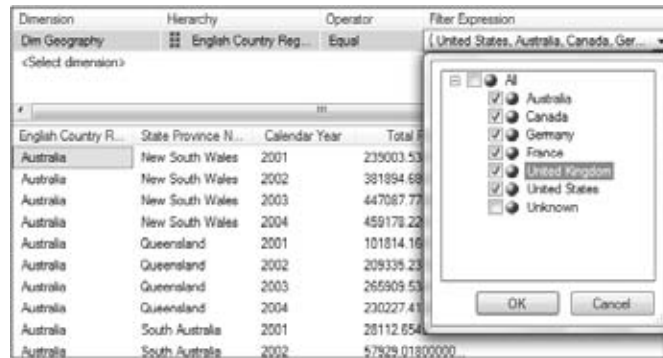 Dimension Hierarchy Operator Filter Expression
Dim Geography English Country Reg... Equal { United States, Australia, Canada, Ger...
<Select dimension>
All
Australia
Canada
Germany
France
United Kingdom
United States
Unknown
OK Cancel
English Country R... State Province N... Calendar Year Total
Australia New South Wales 2001 239003.53
Australia New South Wales 2002 381894.68
Australia New South Wales 2003 447087.77
Australia New South Wales 2004 459178.22
Australia Queensland 2001 101814.16
Australia Queensland 2002 209335.23
Australia Queensland 2003 265909.53
Australia Queensland 2004 230227.41
Australia South Australia 2001 28112.654
Australia South Australia 2002 57929.01800000...